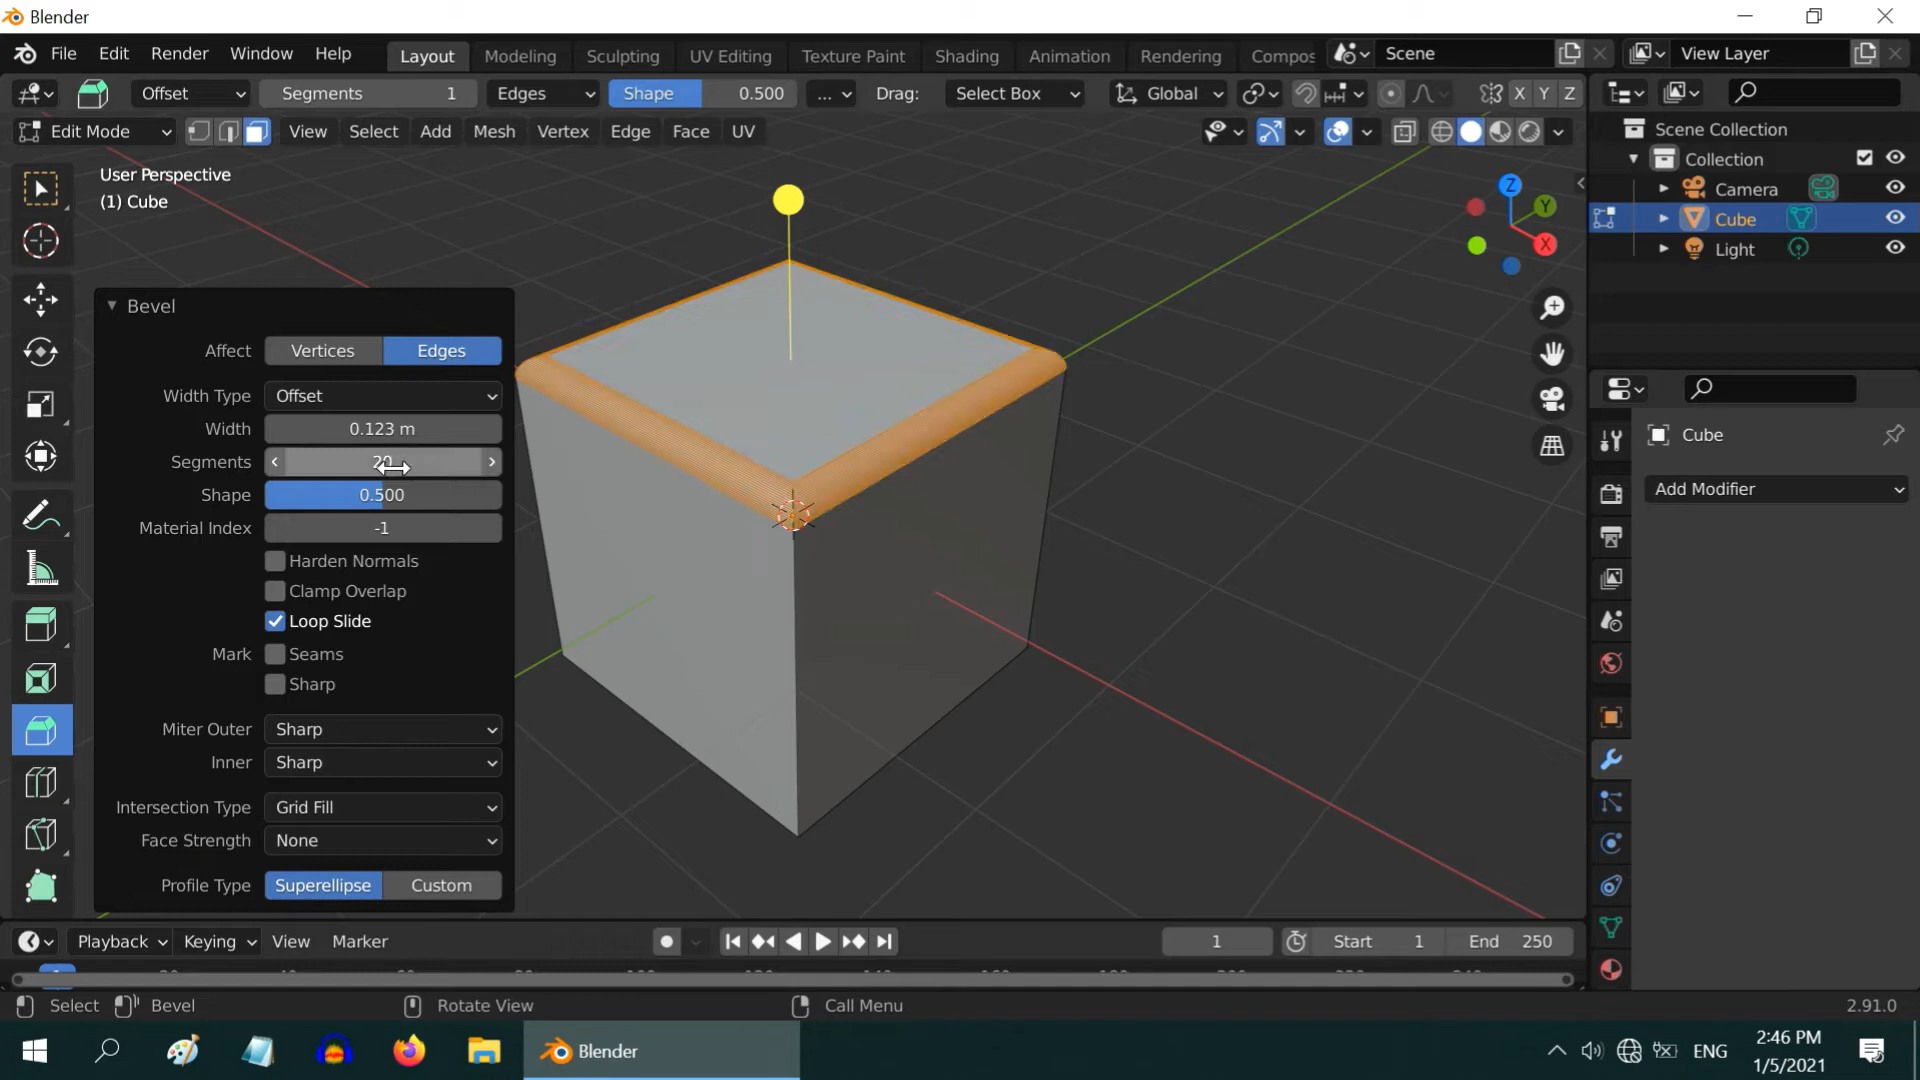 Blender
File Edit Render Window Help Layout Modeling Sculpting UV Editing Texture Paint Shading Animation Rendering Compos Scene View Layer
Offset Segments 1 Edges Shape 0.500 ... Drag: Select Box Global X Y Z
Edit Mode View Select Add Mesh Vertex Edge Face UV
User Perspective
(1) Cube
Z
Y
X
Scene Collection
Collection
Camera
Cube
Light
Cube
Add Modifier
Bevel
Affect Vertices Edges
Width Type Offset
Width 0.123 m
Segments 20
Shape 0.500
Material Index -1
Harden Normals
Clamp Overlap
Loop Slide
Mark Seams
Sharp
Miter Outer Sharp
Inner Sharp
Intersection Type Grid Fill
Face Strength None
Profile Type Superellipse Custom
Playback Keying View Marker 1 Start 1 End 250
Select Bevel Rotate View Call Menu 2.91.0
Blender
ENG
2:46 PM
1/5/2021